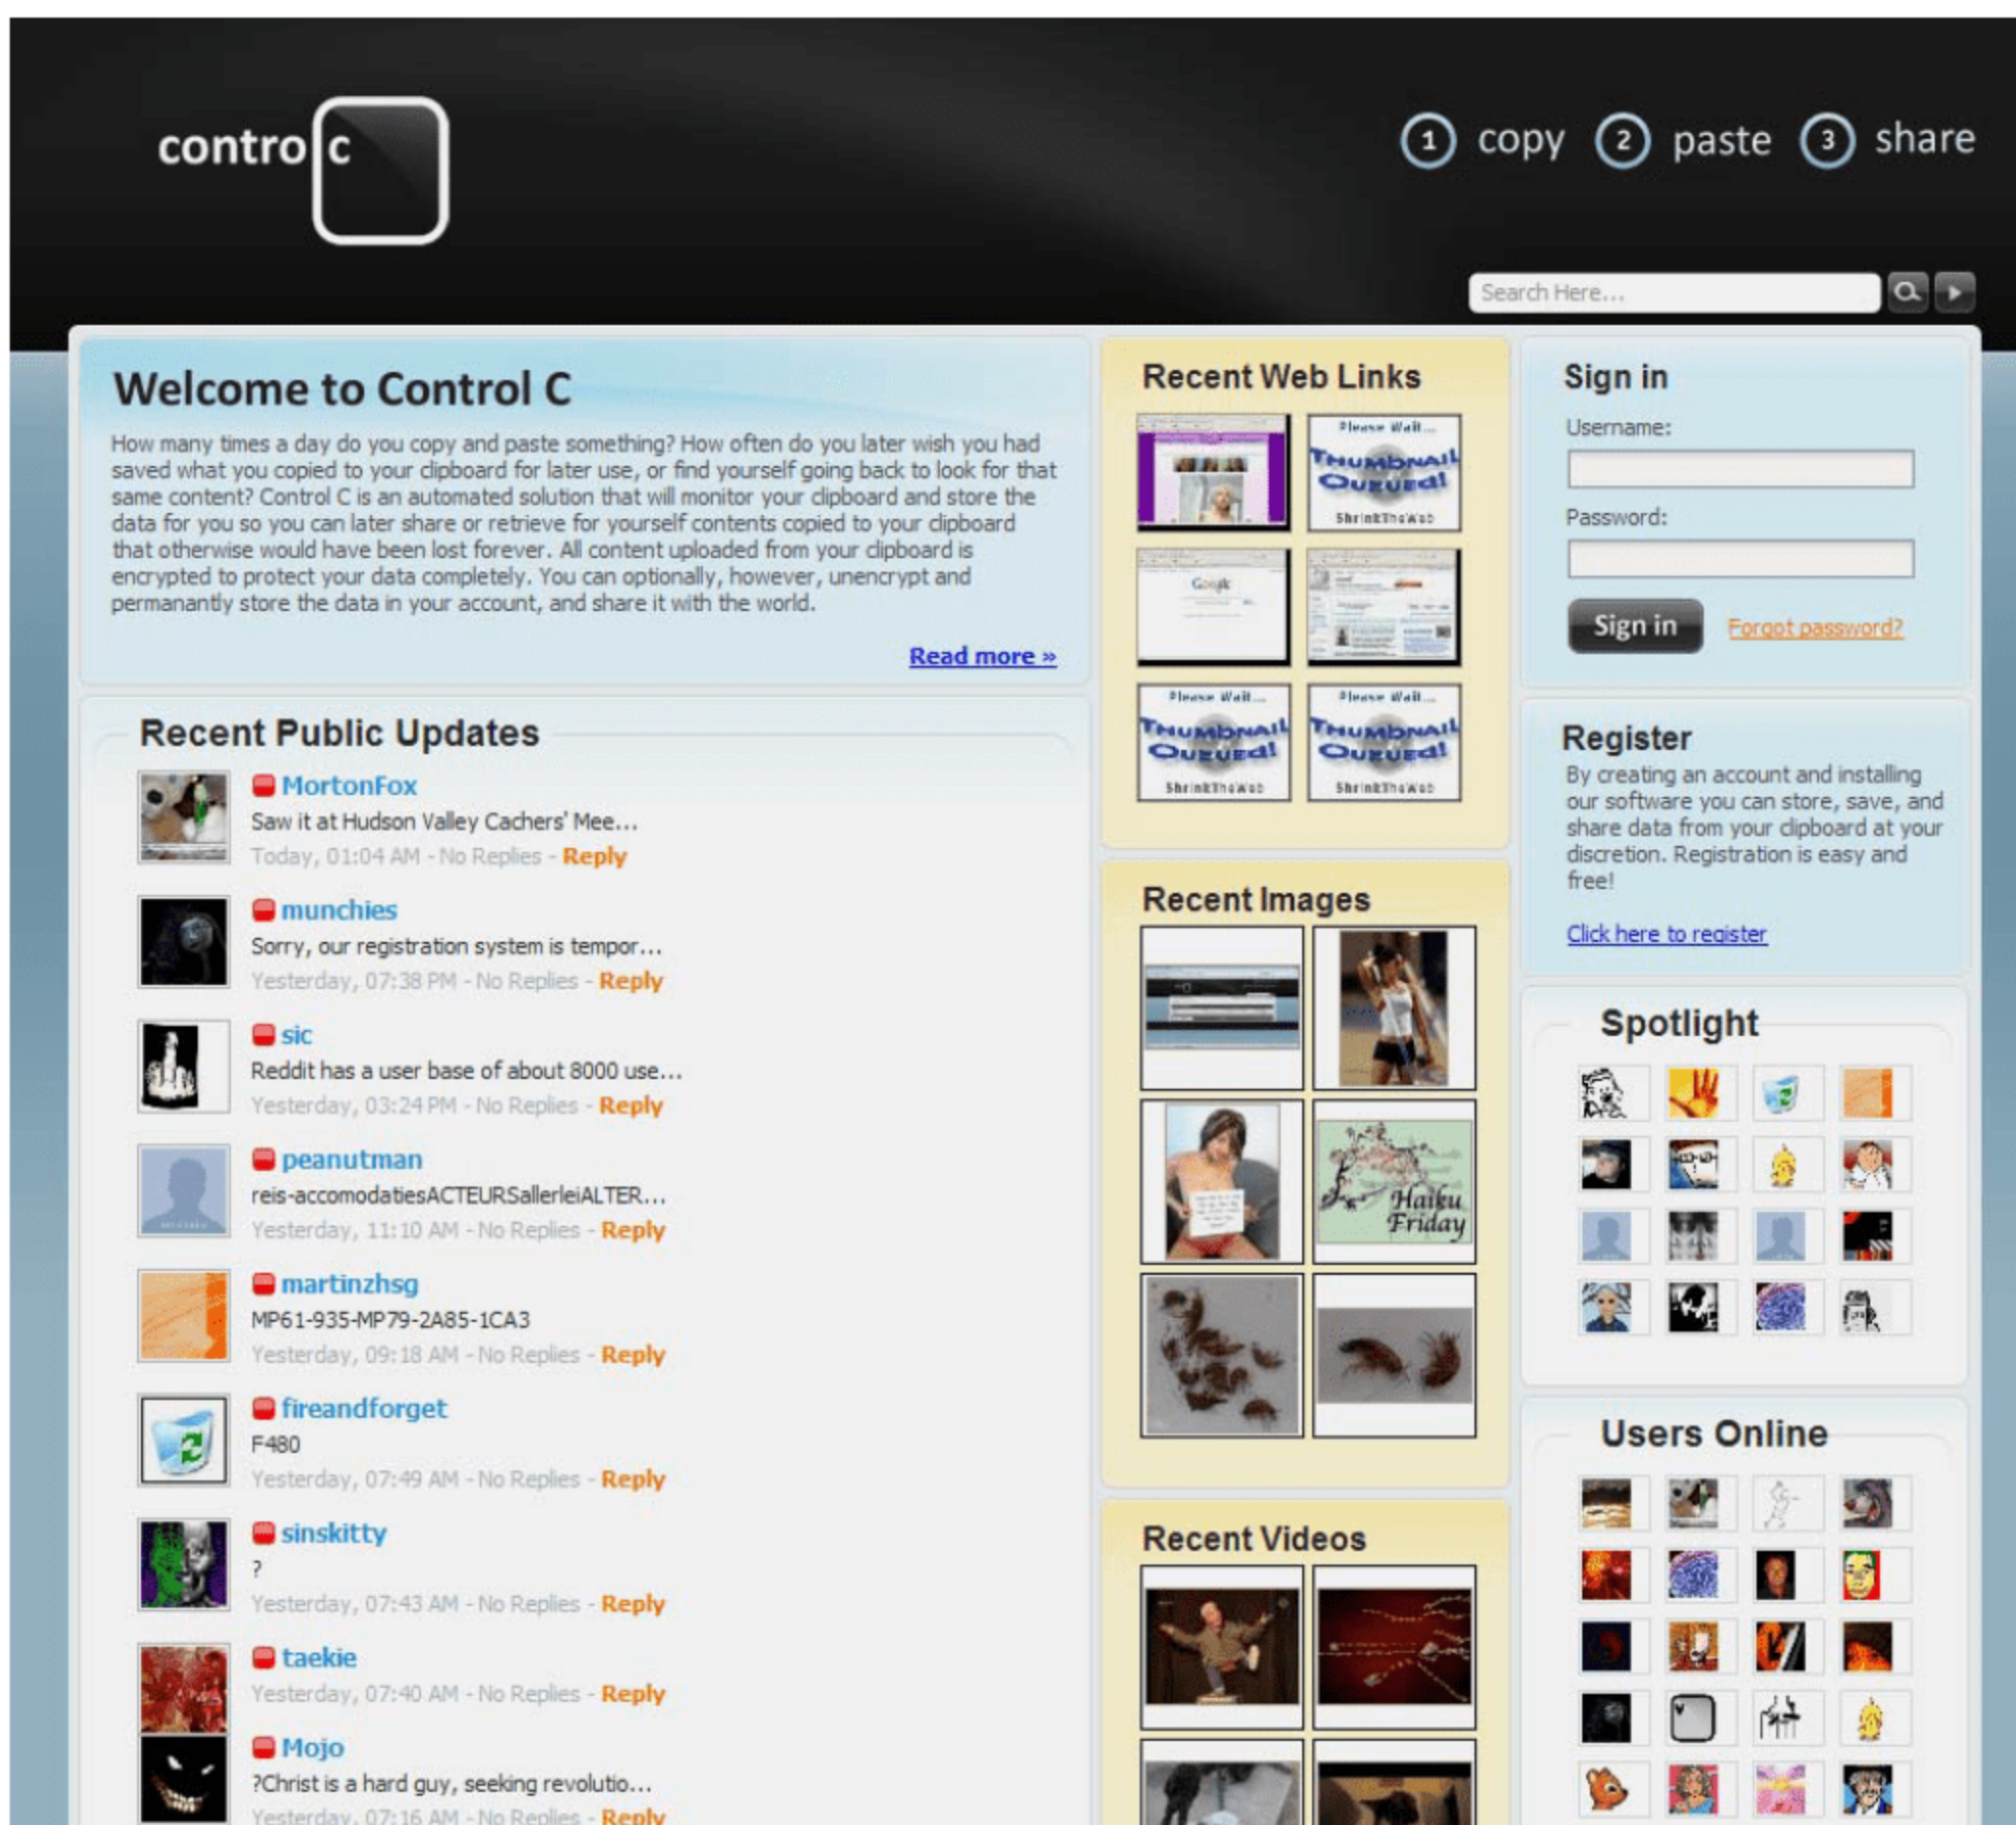 control c
1 copy 2 paste 3 share
Search Here...
Welcome to Control C
How many times a day do you copy and paste something? How often do you later wish you had
saved what you copied to your clipboard for later use, or find yourself going back to look for that
same content? Control C is an automated solution that will monitor your clipboard and store the
data for you so you can later share or retrieve for yourself contents copied to your clipboard
that otherwise would have been lost forever. All content uploaded from your clipboard is
encrypted to protect your data completely. You can optionally, however, unencrypt and
permanantly store the data in your account, and share it with the world.
Read more »
Recent Public Updates
MortonFox
Saw it at Hudson Valley Cachers' Mee...
Today, 01:04 AM - No Replies - Reply
munchies
Sorry, our registration system is tempor...
Yesterday, 07:38 PM - No Replies - Reply
sic
Reddit has a user base of about 8000 use...
Yesterday, 03:24 PM - No Replies - Reply
peanutman
reis-accomodatiesACTEURSallerleiALTER...
Yesterday, 11:10 AM - No Replies - Reply
martinzhsg
MP61-935-MP79-2A85-1CA3
Yesterday, 09:18 AM - No Replies - Reply
fireandforget
F480
Yesterday, 07:49 AM - No Replies - Reply
sinskitty
?
Yesterday, 07:43 AM - No Replies - Reply
taekie
Yesterday, 07:40 AM - No Replies - Reply
Mojo
?Christ is a hard guy, seeking revolutio...
Yesterday, 07:16 AM - No Replies - Reply
Recent Web Links
Please Wait...
Thumbnail
Queued!
ShrinkTheWeb
Google
Please Wait...
Thumbnail
Queued!
ShrinkTheWeb
Please Wait...
Thumbnail
Queued!
ShrinkTheWeb
Recent Images
Haiku
Friday
Recent Videos
Sign in
Username:
Password:
Sign in
Forgot password?
Register
By creating an account and installing
our software you can store, save, and
share data from your clipboard at your
discretion. Registration is easy and
free!
Click here to register
Spotlight
Users Online